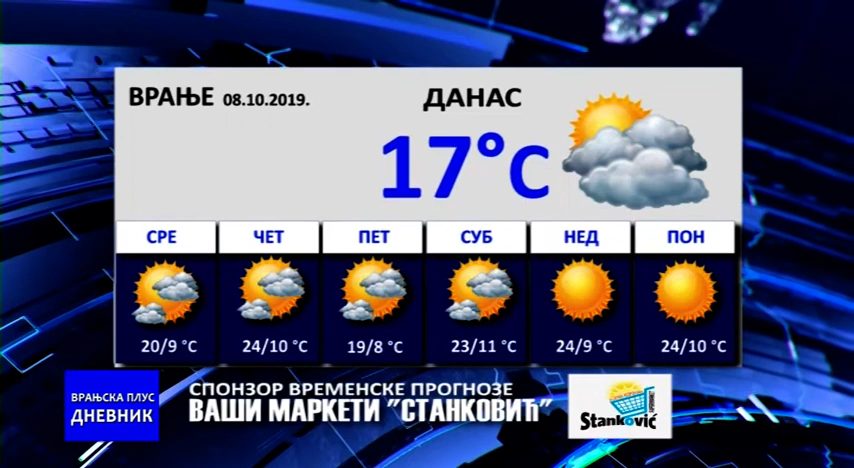 ВРАЊЕ 08.10.2019. ДАНАС
17°C
СРЕ ЧЕТ ПЕТ СУБ НЕД ПОН
20/9 °C 24/10 °C 19/8 °C 23/11 °C 24/9 °C 24/10 °C
ВРАЊСКА ПЛУС
ДНЕВНИК
СПОНЗОР ВРЕМЕНСКЕ ПРОГНОЗЕ
ВАШИ МАРКЕТИ "СТАНКОВИЋ"
Stanković